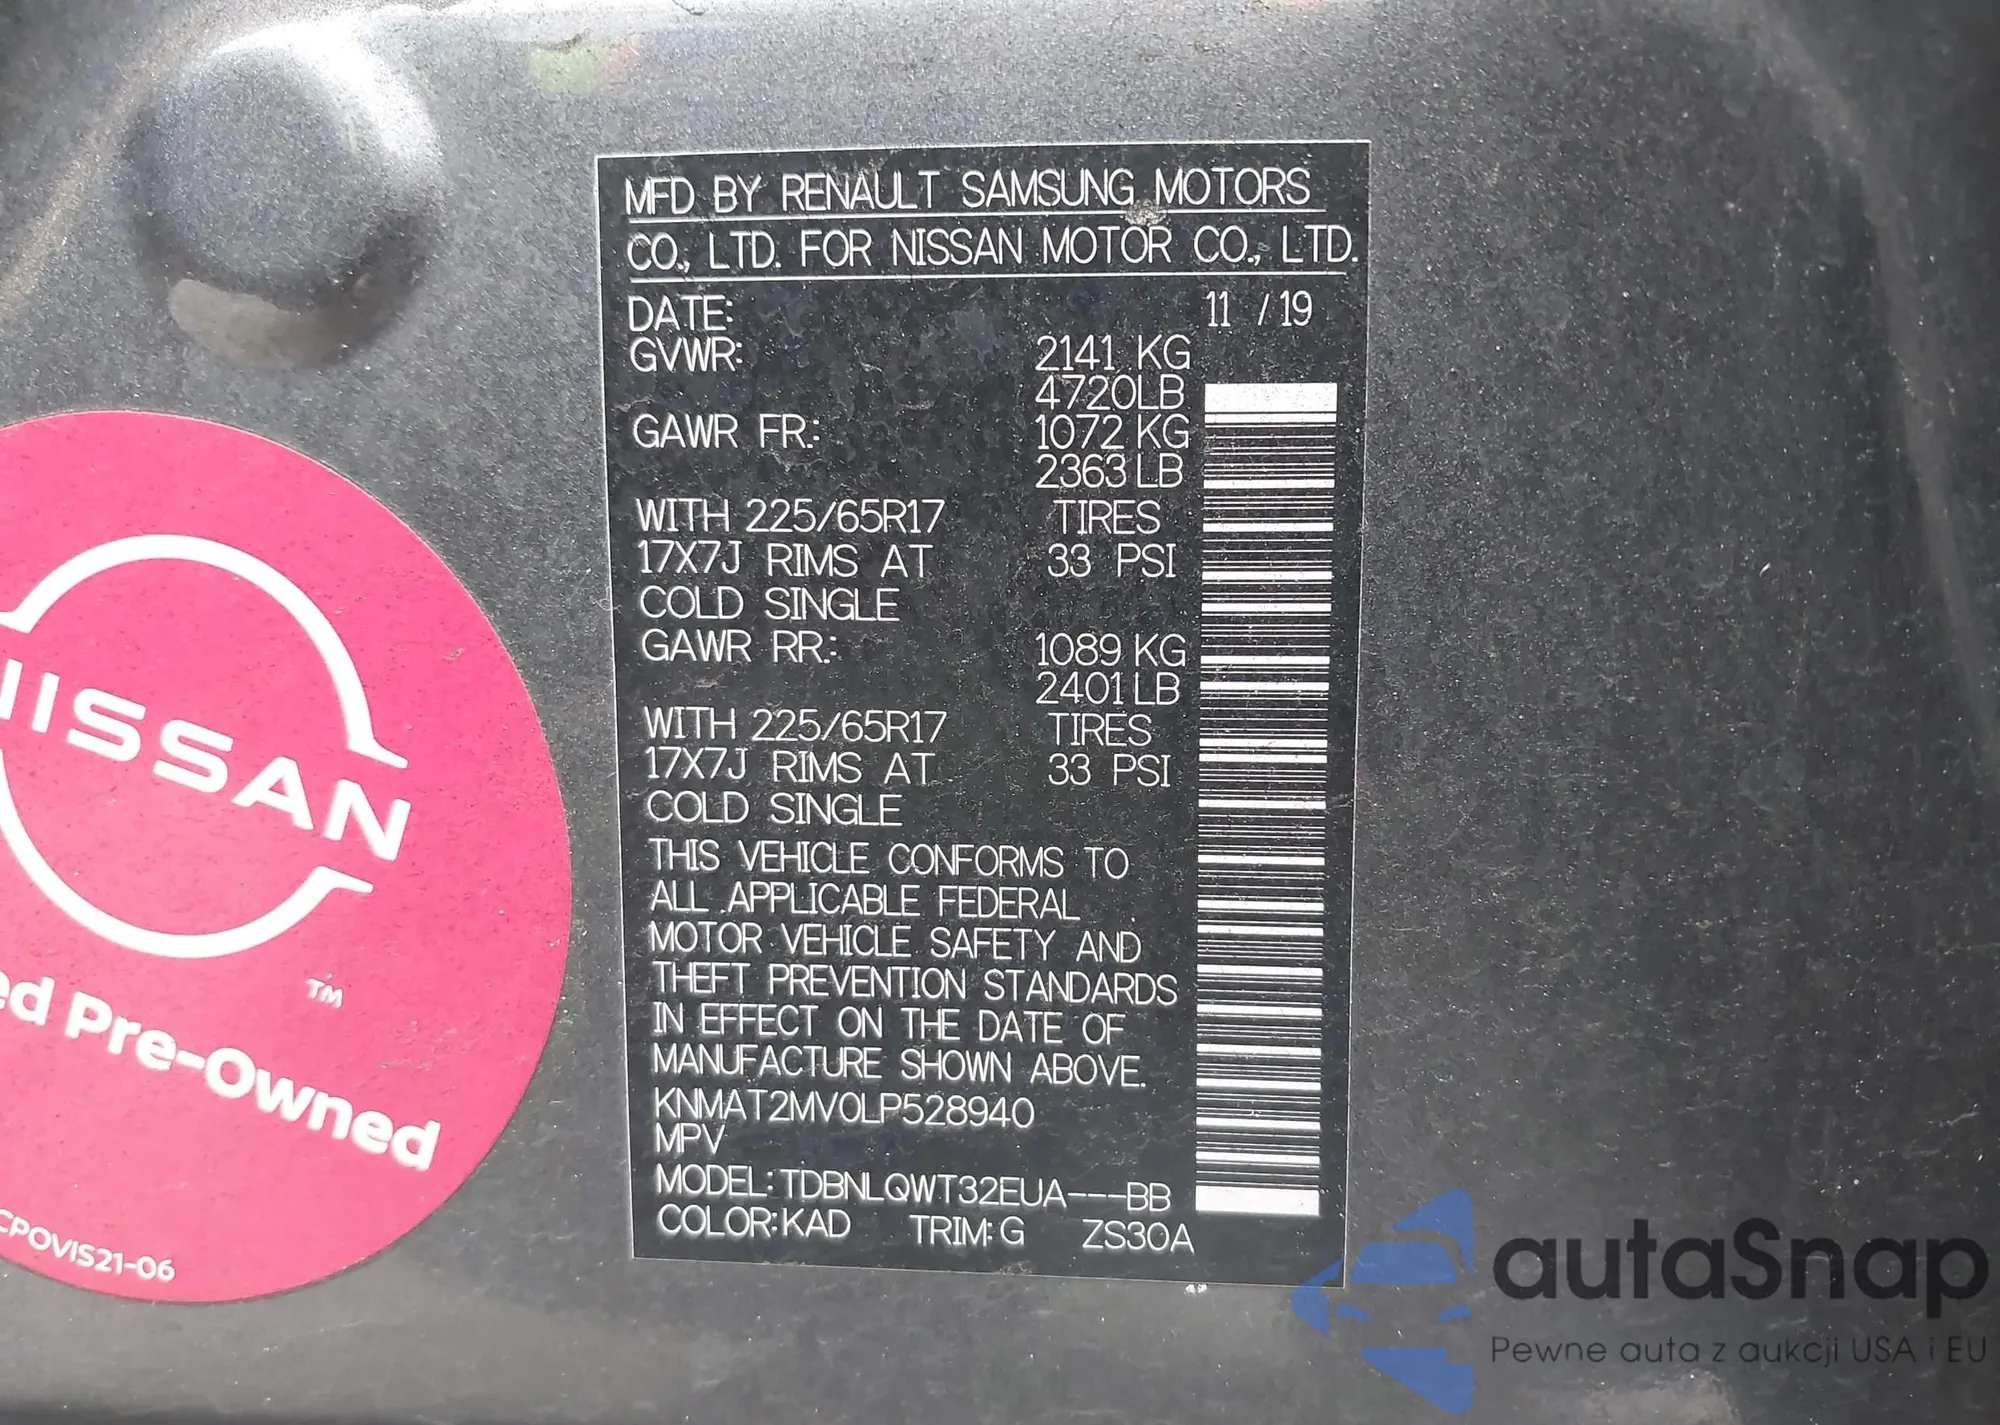 MFD BY RENAULT SAMSUNG MOTORS
CO., LTD. FOR NISSAN MOTOR CO., LTD.
DATE: 11 / 19
GVWR: 2141 KG
4720LB
GAWR FR.: 1072 KG
2363 LB
WITH 225/65R17 TIRES
17X7J RIMS AT 33 PSI
COLD SINGLE
GAWR RR.: 1089 KG
2401 LB
WITH 225/65R17 TIRES
17X7J RIMS AT 33 PSI
COLD SINGLE
THIS VEHICLE CONFORMS TO
ALL APPLICABLE FEDERAL
MOTOR VEHICLE SAFETY AND
THEFT PREVENTION STANDARDS
IN EFFECT ON THE DATE OF
MANUFACTURE SHOWN ABOVE.
KNMAT2MV0LP528940
MPV
MODEL: TDBNLQWT32EUA---BB
COLOR: KAD TRIM: G ZS30A
NISSAN
TM
Pre-Owned
CPOVIS21-06
autaSnap
Pewne auta z aukcji USA i EU